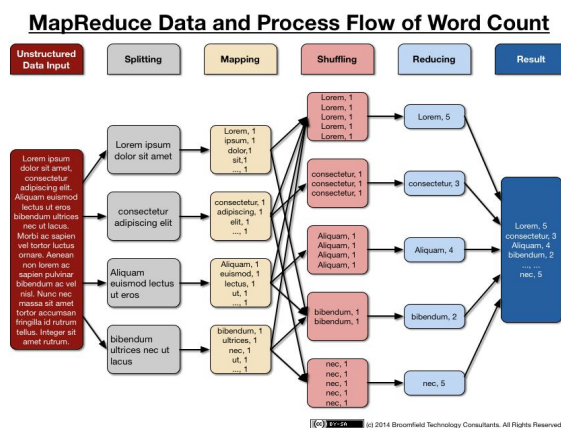 MapReduce Data and Process Flow of Word Count
Unstructured
Data Input
Splitting
Mapping
Shuffling
Reducing
Result
Lorem ipsum
dolor sit amet,
consectetur
adipiscing elit.
Aliquam euismod
lectus ut eros
bibendum ultrices
nec ut lacus.
Morbi ac sapien
vel tortor luctus
ornare. Aenean
non lorem ac
sapien pulvinar
bibendum ac vel
nisl. Nunc nec
massa sit amet
tortor accumsan
fringilla id rutrum
tellus. Integer sit
amet rutrum.
Lorem ipsum
dolor sit amet
consectetur
adipiscing elit
Aliquam
euismod lectus
ut eros
bibendum
ultrices nec ut
lacus
Lorem, 1
ipsum, 1
dolor,1
sit,1
..., 1
consectetur, 1
adipiscing, 1
elit, 1
..., 1
Aliquam, 1
euismod, 1
lectus, 1
ut, 1
..., 1
bibendum, 1
ultrices, 1
nec, 1
ut, 1
..., 1
Lorem, 1
Lorem, 1
Lorem, 1
Lorem, 1
Lorem, 1
consectetur, 1
consectetur, 1
consectetur, 1
Aliquam, 1
Aliquam, 1
Aliquam, 1
Aliquam, 1
bibendum, 1
bibendum, 1
nec, 1
nec, 1
nec, 1
nec, 1
nec, 1
Lorem, 5
consectetur, 3
Aliquam, 4
bibendum, 2
nec, 5
Lorem, 5
consectetur, 3
Aliquam, 4
bibendum, 2
..., ...
nec, 5
(cc) BY-SA (c) 2014 Broomfield Technology Consultants. All Rights Reserved